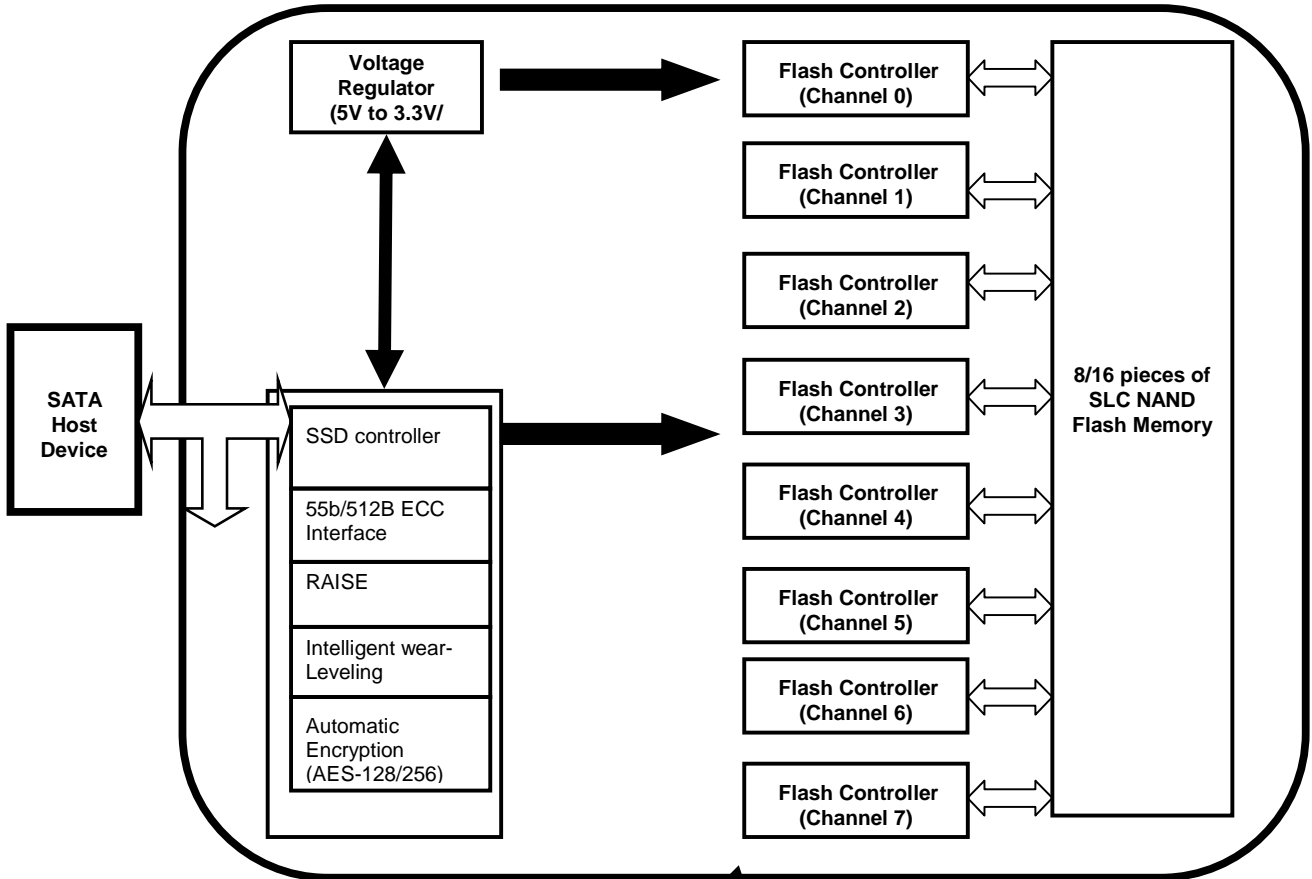 Voltage
Regulator
(5V to 3.3V/
Flash Controller
(Channel 0)
Flash Controller
(Channel 1)
Flash Controller
(Channel 2)
Flash Controller
(Channel 3)
Flash Controller
(Channel 4)
Flash Controller
(Channel 5)
Flash Controller
(Channel 6)
Flash Controller
(Channel 7)
8/16 pieces of
SLC NAND
Flash Memory
SATA
Host
Device
SSD controller
55b/512B ECC
Interface
RAISE
Intelligent wear-
Leveling
Automatic
Encryption
(AES-128/256)